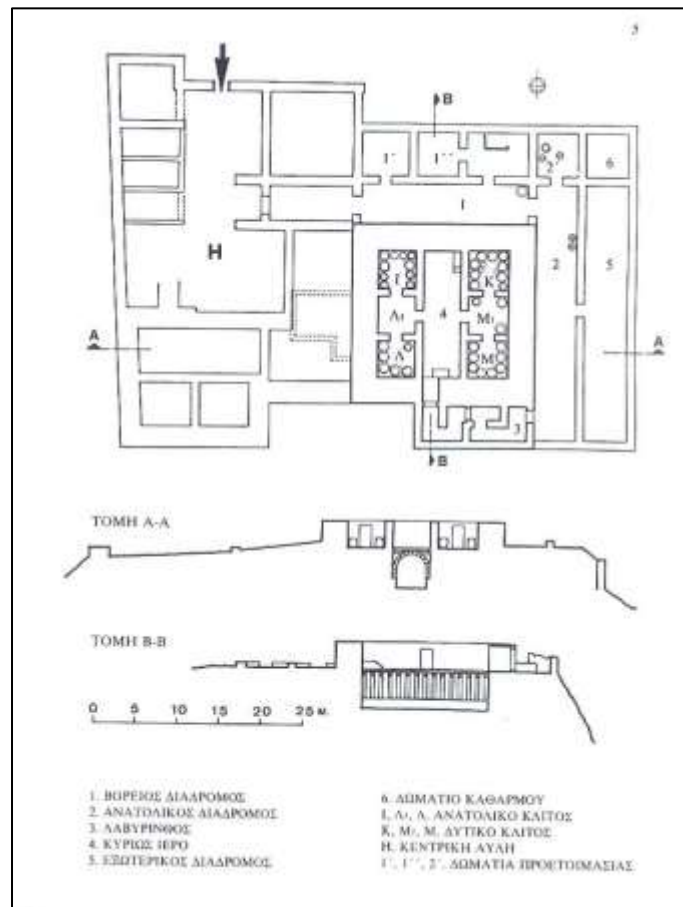 5
B
1΄ 1΄΄ 2΄ 6
1
H
I K
Λ₁ 4 M₁ 2 5
A A
Λ M
3
B
ΤΟΜΗ Α-Α
ΤΟΜΗ Β-Β
0 5 10 15 20 25 Μ.
1. ΒΟΡΕΙΟΣ ΔΙΑΔΡΟΜΟΣ
2. ΑΝΑΤΟΛΙΚΟΣ ΔΙΑΔΡΟΜΟΣ
3. ΛΑΒΥΡΙΝΘΟΣ
4. ΚΥΡΙΩΣ ΙΕΡΟ
5. ΕΞΩΤΕΡΙΚΟΣ ΔΙΑΔΡΟΜΟΣ
6. ΔΩΜΑΤΙΟ ΚΑΘΑΡΜΟΥ
Ι, Λ₁, Λ. ΑΝΑΤΟΛΙΚΟ ΚΛΙΤΟΣ
Κ, Μ₁, Μ. ΔΥΤΙΚΟ ΚΛΙΤΟΣ
Η. ΚΕΝΤΡΙΚΗ ΑΥΛΗ
1΄, 1΄΄, 2΄. ΔΩΜΑΤΙΑ ΠΡΟΕΤΟΙΜΑΣΙΑΣ